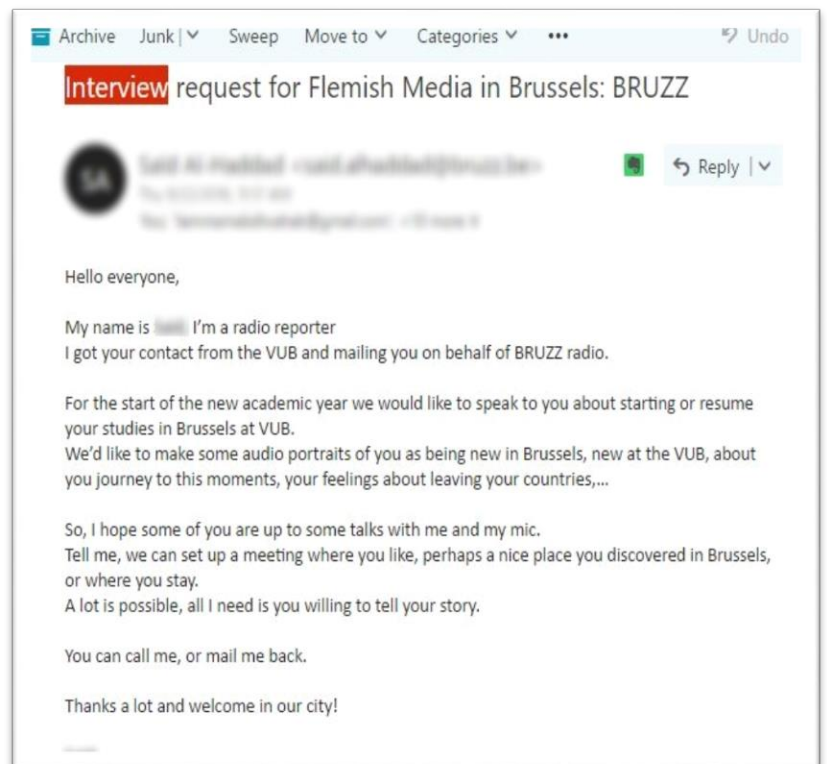 Archive Junk | Sweep Move to Categories ••• Undo
Interview request for Flemish Media in Brussels: BRUZZ
Reply |
Hello everyone,
My name is I'm a radio reporter
I got your contact from the VUB and mailing you on behalf of BRUZZ radio.
For the start of the new academic year we would like to speak to you about starting or resume
your studies in Brussels at VUB.
We'd like to make some audio portraits of you as being new in Brussels, new at the VUB, about
you journey to this moments, your feelings about leaving your countries,...
So, I hope some of you are up to some talks with me and my mic.
Tell me, we can set up a meeting where you like, perhaps a nice place you discovered in Brussels,
or where you stay.
A lot is possible, all I need is you willing to tell your story.
You can call me, or mail me back.
Thanks a lot and welcome in our city!